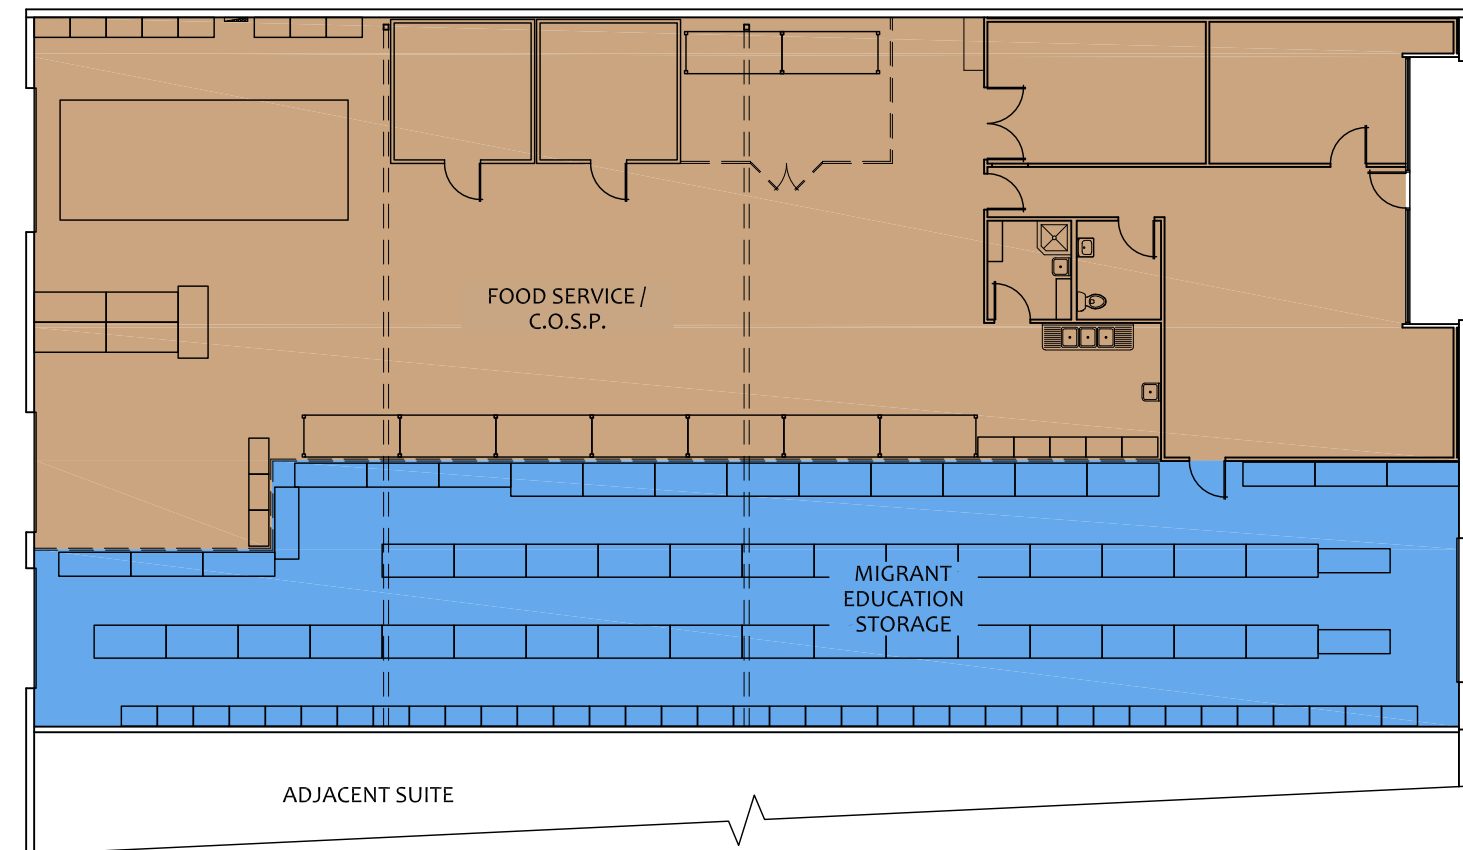 FOOD SERVICE /
C.O.S.P.
MIGRANT
EDUCATION
STORAGE
ADJACENT SUITE